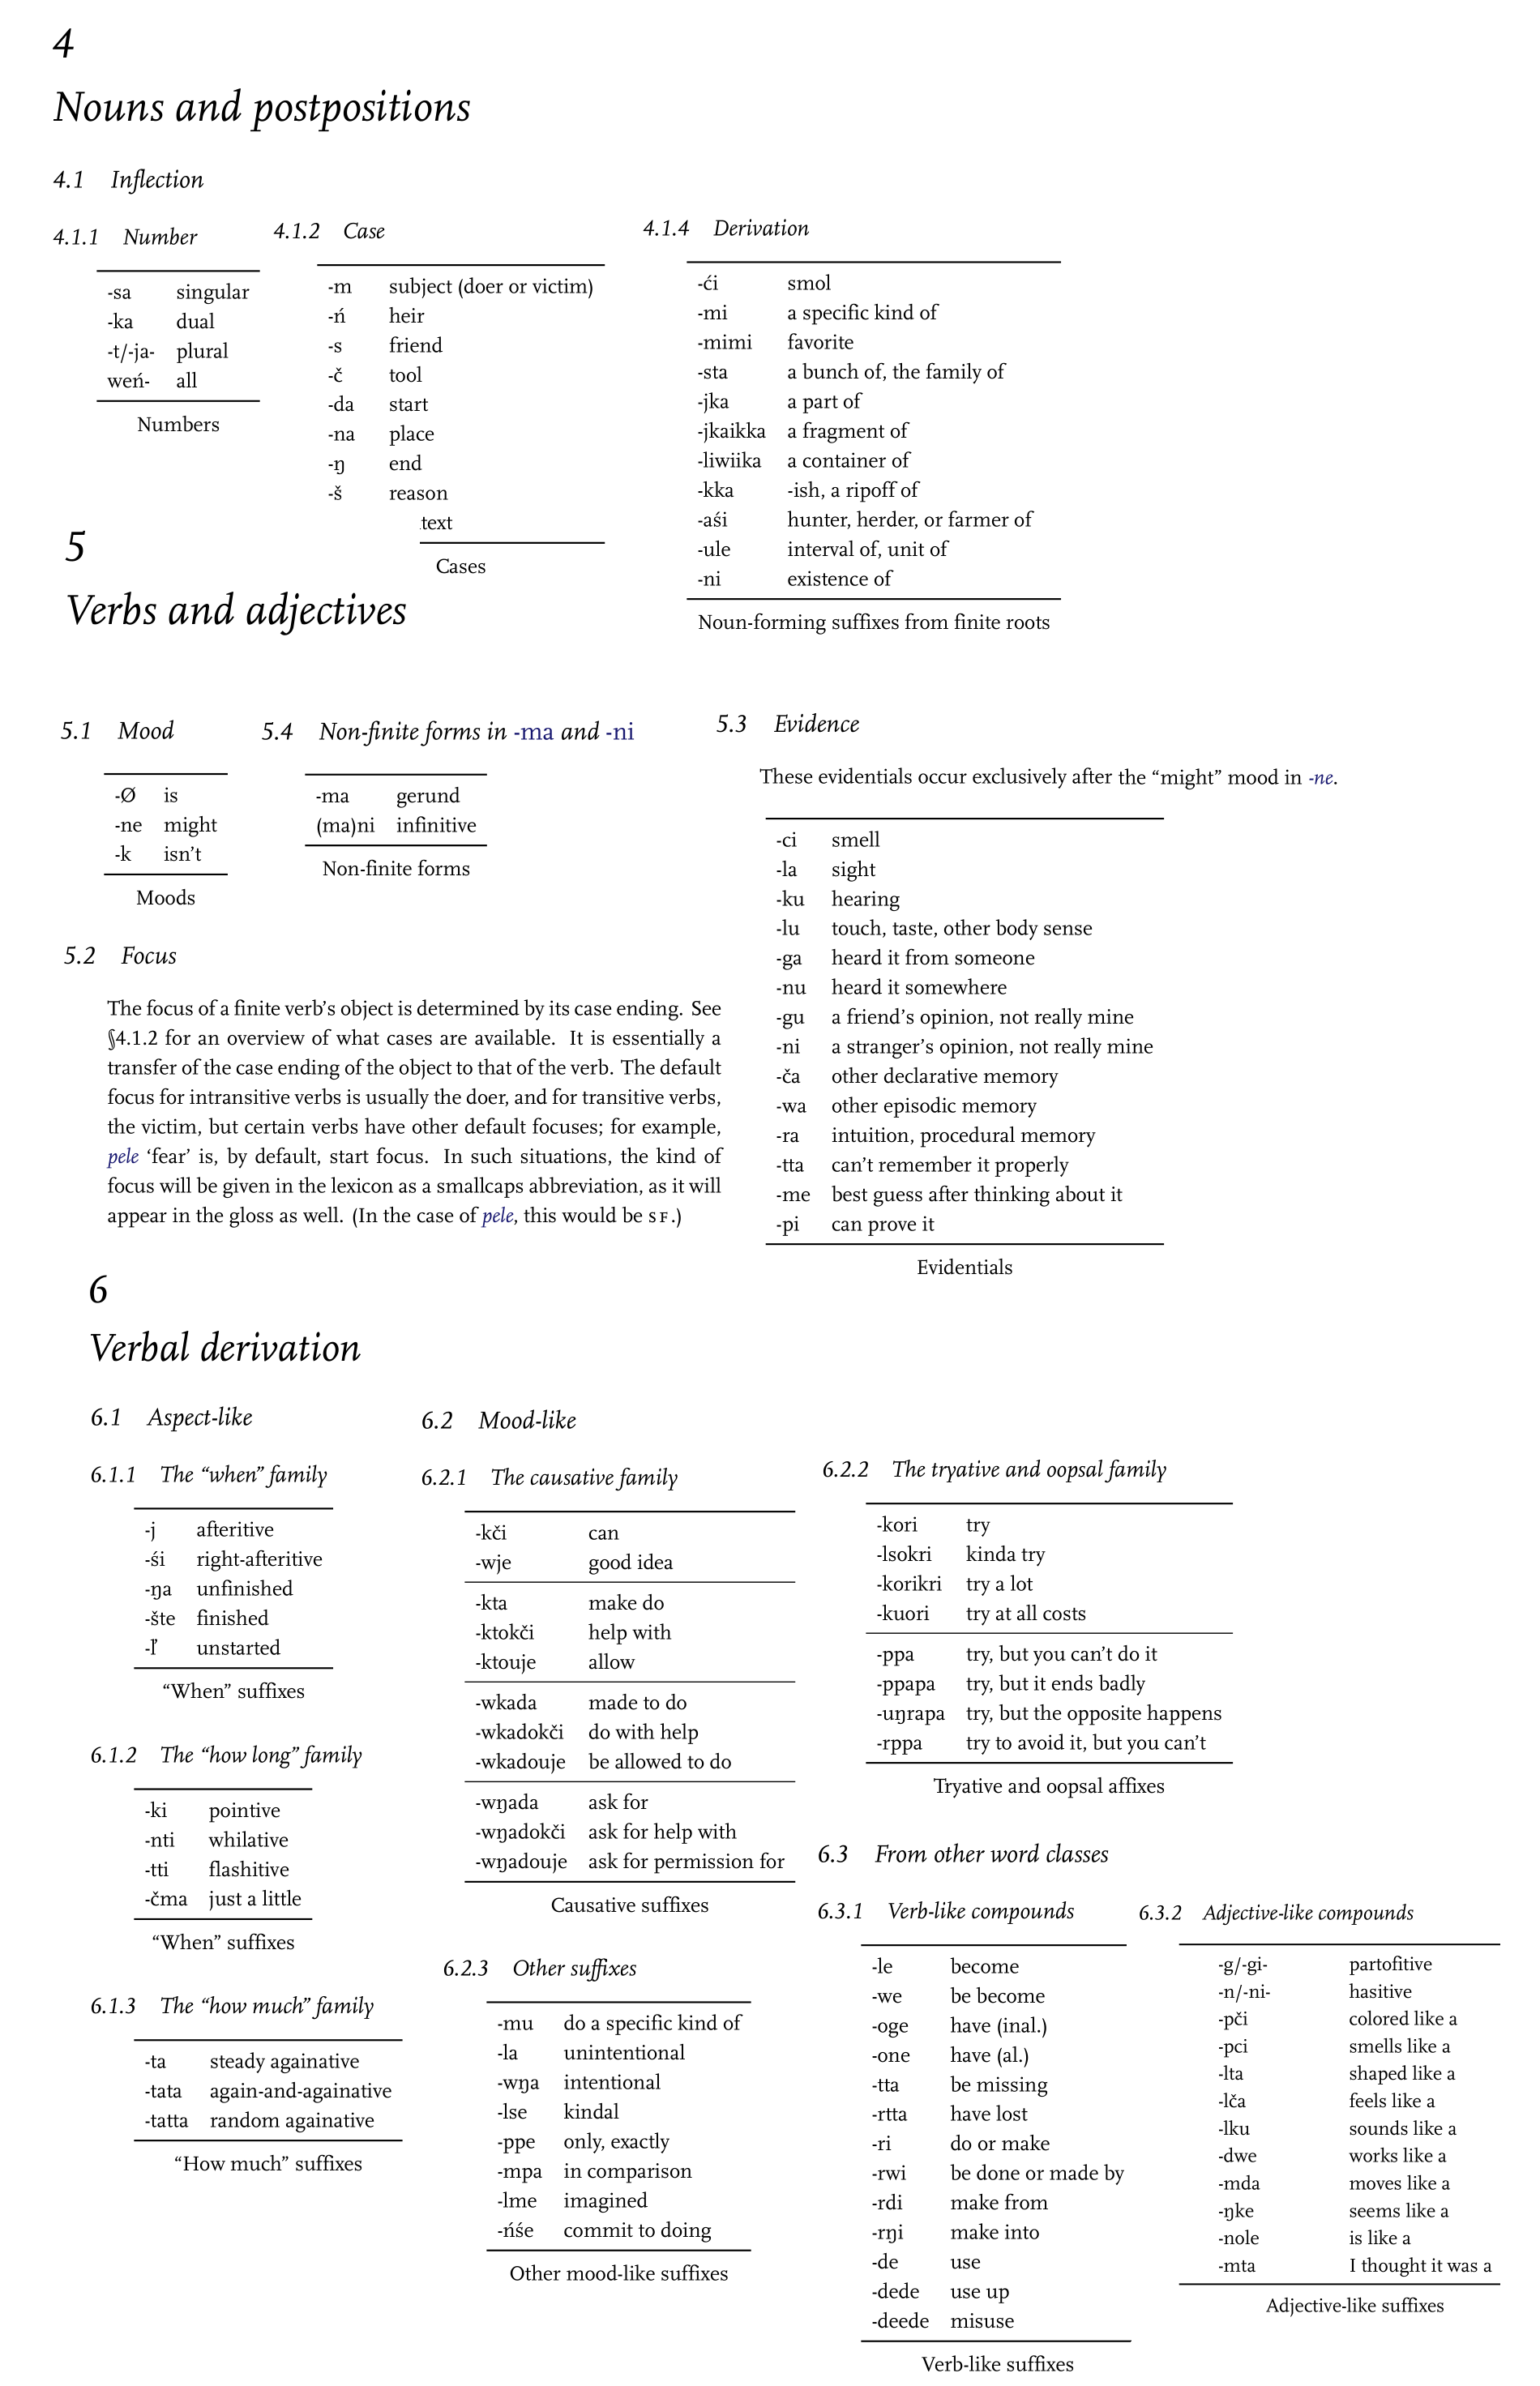 4
Nouns and postpositions
4.1 Inflection
4.1.1 Number
-sa singular
-ka dual
-t/-ja- plural
weń- all
Numbers
4.1.2 Case
-m subject (doer or victim)
-ń heir
-s friend
-č tool
-da start
-na place
-ŋ end
-š reason
text
Cases
4.1.4 Derivation
-ći smol
-mi a specific kind of
-mimi favorite
-sta a bunch of, the family of
-jka a part of
-jkaikka a fragment of
-liwiika a container of
-kka -ish, a ripoff of
-aśi hunter, herder, or farmer of
-ule interval of, unit of
-ni existence of
Noun-forming suffixes from finite roots
5
Verbs and adjectives
5.1 Mood
-Ø is
-ne might
-k isn’t
Moods
5.4 Non-finite forms in -ma and -ni
-ma gerund
(ma)ni infinitive
Non-finite forms
5.2 Focus
The focus of a finite verb’s object is determined by its case ending. See
§4.1.2 for an overview of what cases are available. It is essentially a
transfer of the case ending of the object to that of the verb. The default
focus for intransitive verbs is usually the doer, and for transitive verbs,
the victim, but certain verbs have other default focuses; for example,
pele ‘fear’ is, by default, start focus. In such situations, the kind of
focus will be given in the lexicon as a smallcaps abbreviation, as it will
appear in the gloss as well. (In the case of pele, this would be SF.)
5.3 Evidence
These evidentials occur exclusively after the “might” mood in -ne.
-ci smell
-la sight
-ku hearing
-lu touch, taste, other body sense
-ga heard it from someone
-nu heard it somewhere
-gu a friend’s opinion, not really mine
-ni a stranger’s opinion, not really mine
-ča other declarative memory
-wa other episodic memory
-ra intuition, procedural memory
-tta can’t remember it properly
-me best guess after thinking about it
-pi can prove it
Evidentials
6
Verbal derivation
6.1 Aspect-like
6.1.1 The “when” family
-j afteritive
-śi right-afteritive
-ŋa unfinished
-šte finished
-ľ unstarted
“When” suffixes
6.1.2 The “how long” family
-ki pointive
-nti whilative
-tti flashitive
-čma just a little
“When” suffixes
6.1.3 The “how much” family
-ta steady againative
-tata again-and-againative
-tatta random againative
“How much” suffixes
6.2 Mood-like
6.2.1 The causative family
-kči can
-wje good idea
-kta make do
-ktokči help with
-ktouje allow
-wkada made to do
-wkadokči do with help
-wkadouje be allowed to do
-wŋada ask for
-wŋadokči ask for help with
-wŋadouje ask for permission for
Causative suffixes
6.2.3 Other suffixes
-mu do a specific kind of
-la unintentional
-wŋa intentional
-lse kindal
-ppe only, exactly
-mpa in comparison
-lme imagined
-ńśe commit to doing
Other mood-like suffixes
6.2.2 The tryative and oopsal family
-kori try
-lsokri kinda try
-korikri try a lot
-kuori try at all costs
-ppa try, but you can’t do it
-ppapa try, but it ends badly
-uŋrapa try, but the opposite happens
-rppa try to avoid it, but you can’t
Tryative and oopsal affixes
6.3 From other word classes
6.3.1 Verb-like compounds
-le become
-we be become
-oge have (inal.)
-one have (al.)
-tta be missing
-rtta have lost
-ri do or make
-rwi be done or made by
-rdi make from
-rŋi make into
-de use
-dede use up
-deede misuse
Verb-like suffixes
6.3.2 Adjective-like compounds
-g/-gi- partofitive
-n/-ni- hasitive
-pči colored like a
-pci smells like a
-lta shaped like a
-lča feels like a
-lku sounds like a
-dwe works like a
-mda moves like a
-ŋke seems like a
-nole is like a
-mta I thought it was a
Adjective-like suffixes